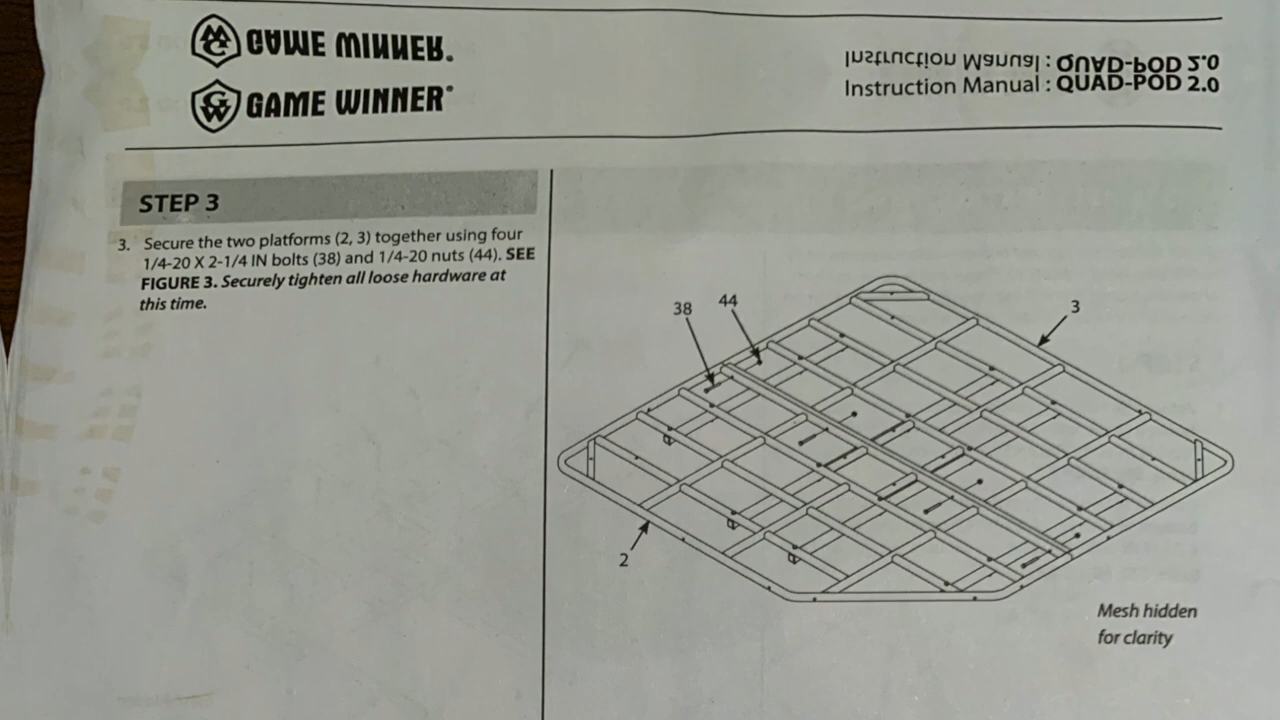 GAME WINNER®
Instruction Manual : QUAD-POD 2.0
GAME WINNER®
Instruction Manual : QUAD-POD 2.0
STEP 3
3. Secure the two platforms (2, 3) together using four
1/4-20 X 2-1/4 IN bolts (38) and 1/4-20 nuts (44). SEE
FIGURE 3. Securely tighten all loose hardware at
this time.
38
44
3
2
Mesh hidden
for clarity